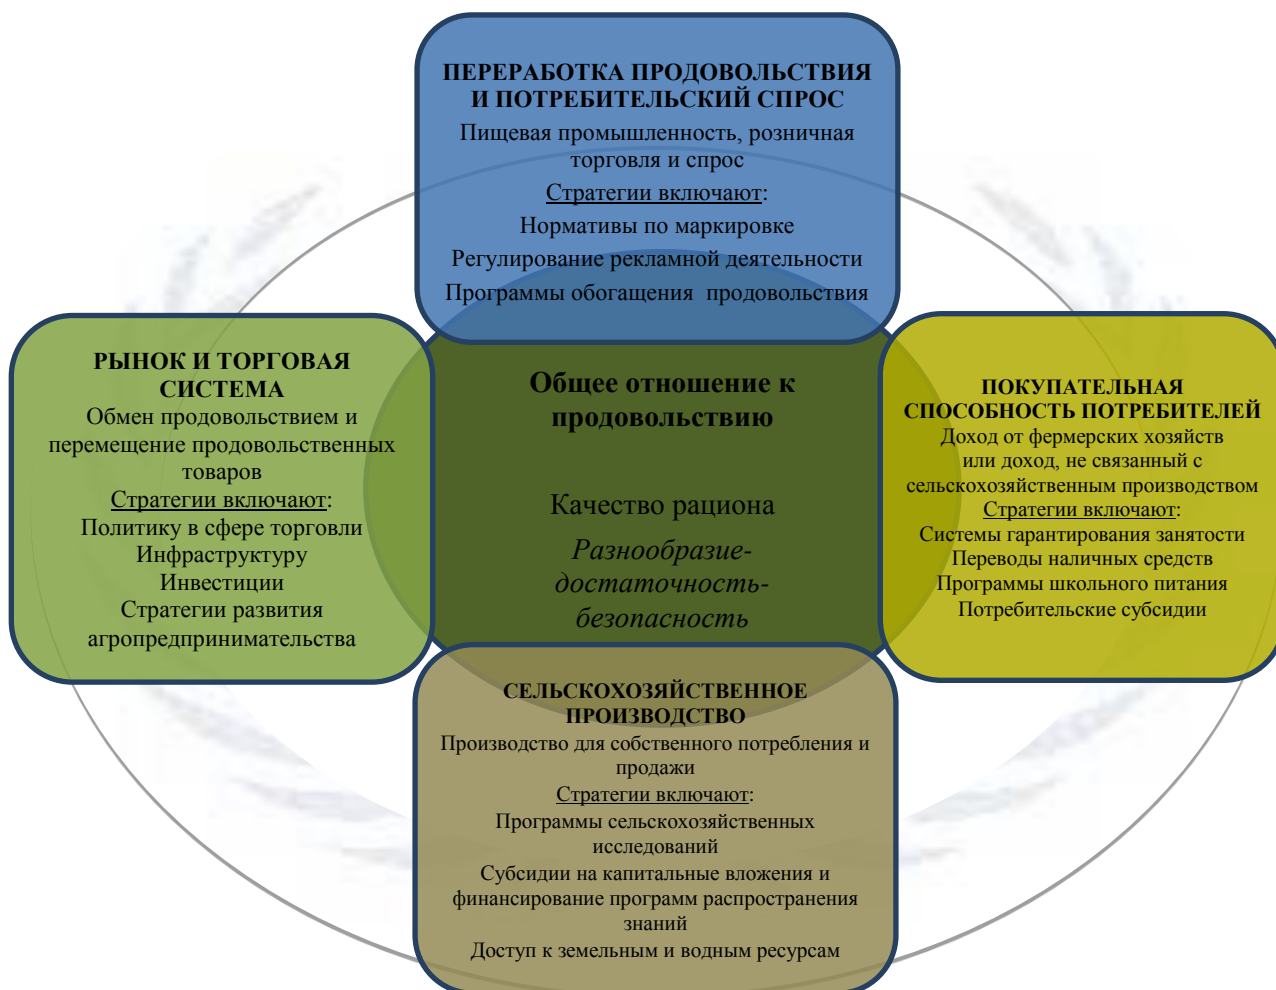 ПЕРЕРАБОТКА ПРОДОВОЛЬСТВИЯ
И ПОТРЕБИТЕЛЬСКИЙ СПРОС
Пищевая промышленность, розничная
торговля и спрос
Стратегии включают:
Нормативы по маркировке
Регулирование рекламной деятельности
Программы обогащения продовольствия
РЫНОК И ТОРГОВАЯ
СИСТЕМА
Обмен продовольствием и
перемещение продовольственных
товаров
Стратегии включают:
Политику в сфере торговли
Инфраструктуру
Инвестиции
Стратегии развития
агропредпринимательства
Общее отношение к
продовольствию
Качество рациона
Разнообразие-
достаточность-
безопасность
ПОКУПАТЕЛЬНАЯ
СПОСОБНОСТЬ ПОТРЕБИТЕЛЕЙ
Доход от фермерских хозяйств
или доход, не связанный с
сельскохозяйственным производством
Стратегии включают:
Системы гарантирования занятости
Переводы наличных средств
Программы школьного питания
Потребительские субсидии
СЕЛЬСКОХОЗЯЙСТВЕННОЕ
ПРОИЗВОДСТВО
Производство для собственного потребления и
продажи
Стратегии включают:
Программы сельскохозяйственных
исследований
Субсидии на капитальные вложения и
финансирование программ распространения
знаний
Доступ к земельным и водным ресурсам